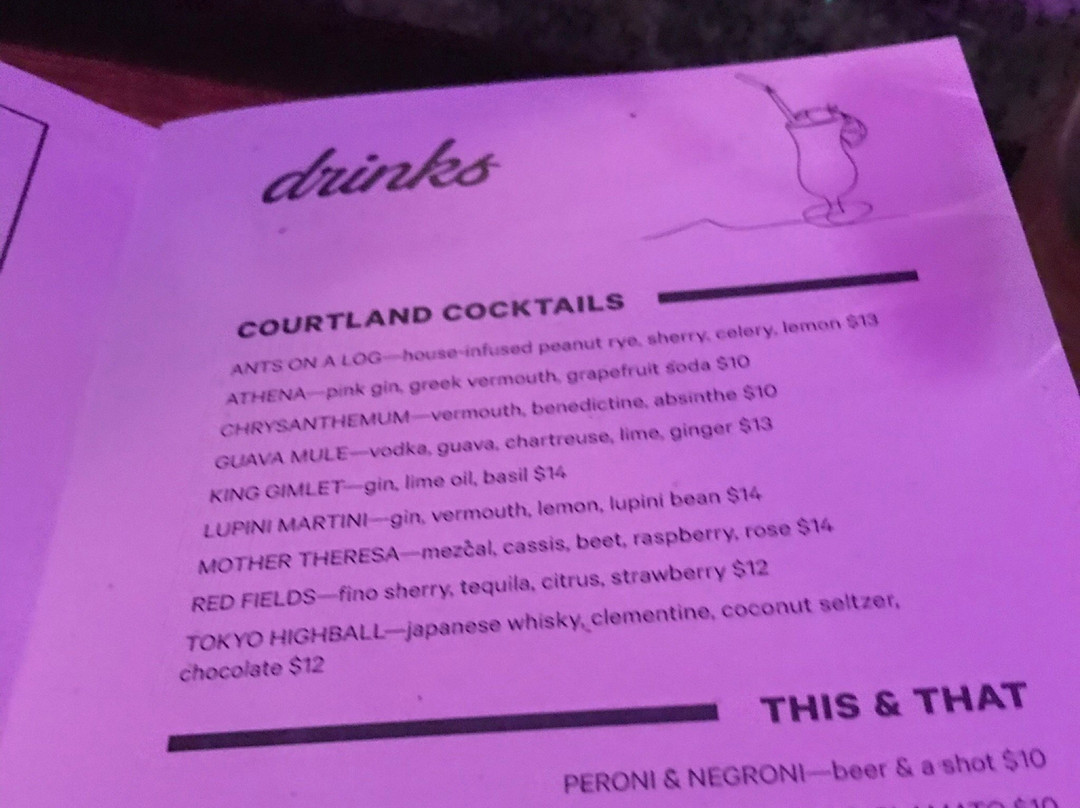 drinks
COURTLAND COCKTAILS
ANTS ON A LOG—house-infused peanut rye, sherry, celery, lemon $13
ATHENA—pink gin, greek vermouth, grapefruit soda $10
CHRYSANTHEMUM—vermouth, benedictine, absinthe $10
GUAVA MULE—vodka, guava, chartreuse, lime, ginger $13
KING GIMLET—gin, lime oil, basil $14
LUPINI MARTINI—gin, vermouth, lemon, lupini bean $14
MOTHER THERESA—mezcal, cassis, beet, raspberry, rose $14
RED FIELDS—fino sherry, tequila, citrus, strawberry $12
TOKYO HIGHBALL—japanese whisky, clementine, coconut seltzer,
chocolate $12
THIS & THAT
PERONI & NEGRONI—beer & a shot $10
$10